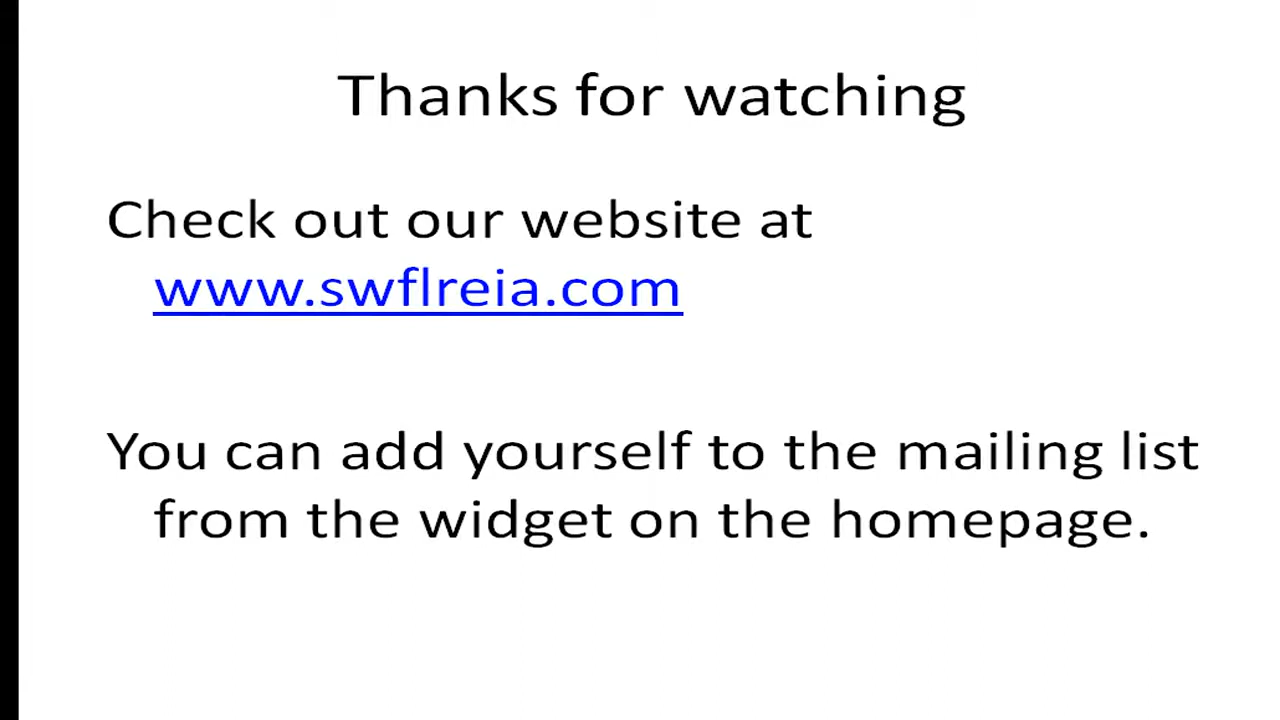 Thanks for watching
Check out our website at
www.swflreia.com
You can add yourself to the mailing list
from the widget on the homepage.